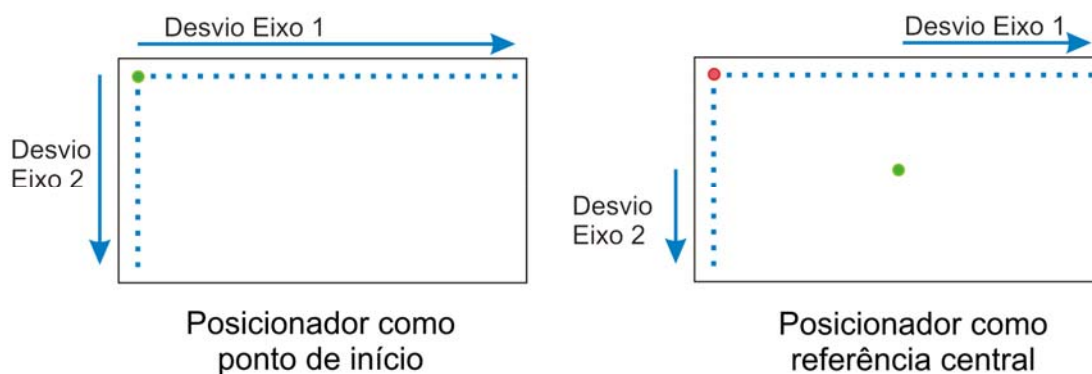 Desvio Eixo 1
Desvio
Eixo 2
Posicionador como
ponto de início
Desvio Eixo 1
Desvio
Eixo 2
Posicionador como
referência central